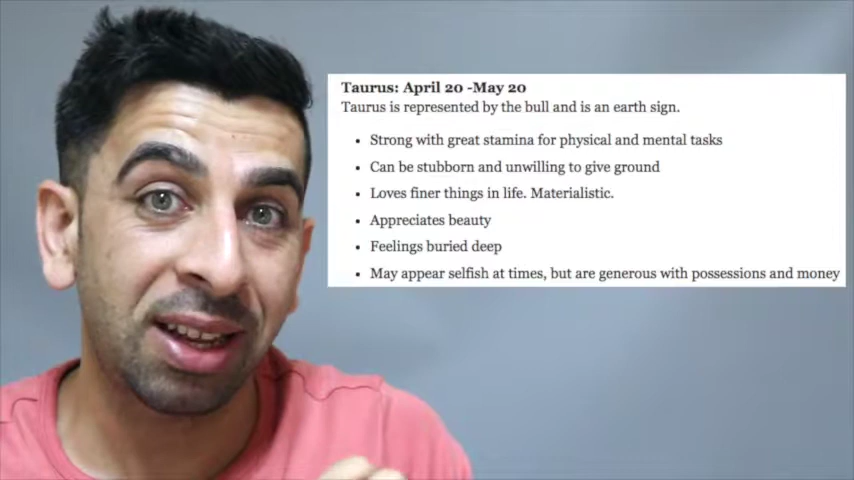 Taurus: April 20 -May 20
Taurus is represented by the bull and is an earth sign.
• Strong with great stamina for physical and mental tasks
• Can be stubborn and unwilling to give ground
• Loves finer things in life. Materialistic.
• Appreciates beauty
• Feelings buried deep
• May appear selfish at times, but are generous with possessions and money